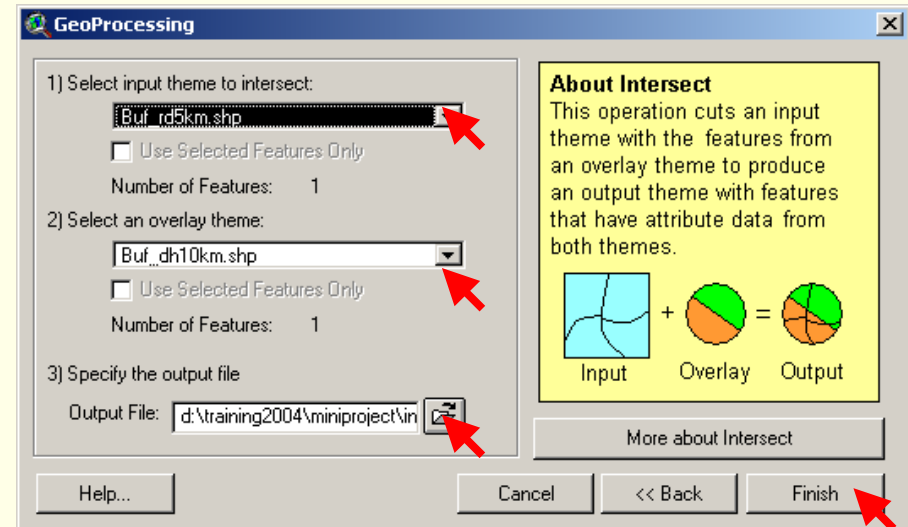 GeoProcessing
1) Select input theme to intersect:
Buf_rd5km.shp
Use Selected Features Only
Number of Features: 1
2) Select an overlay theme:
Buf_dh10km.shp
Use Selected Features Only
Number of Features: 1
3) Specify the output file
Output File: d:\training2004\miniproject\in
About Intersect
This operation cuts an input
theme with the features from
an overlay theme to produce
an output theme with features
that have attribute data from
both themes.
+ =
Input Overlay Output
More about Intersect
Help... Cancel << Back Finish